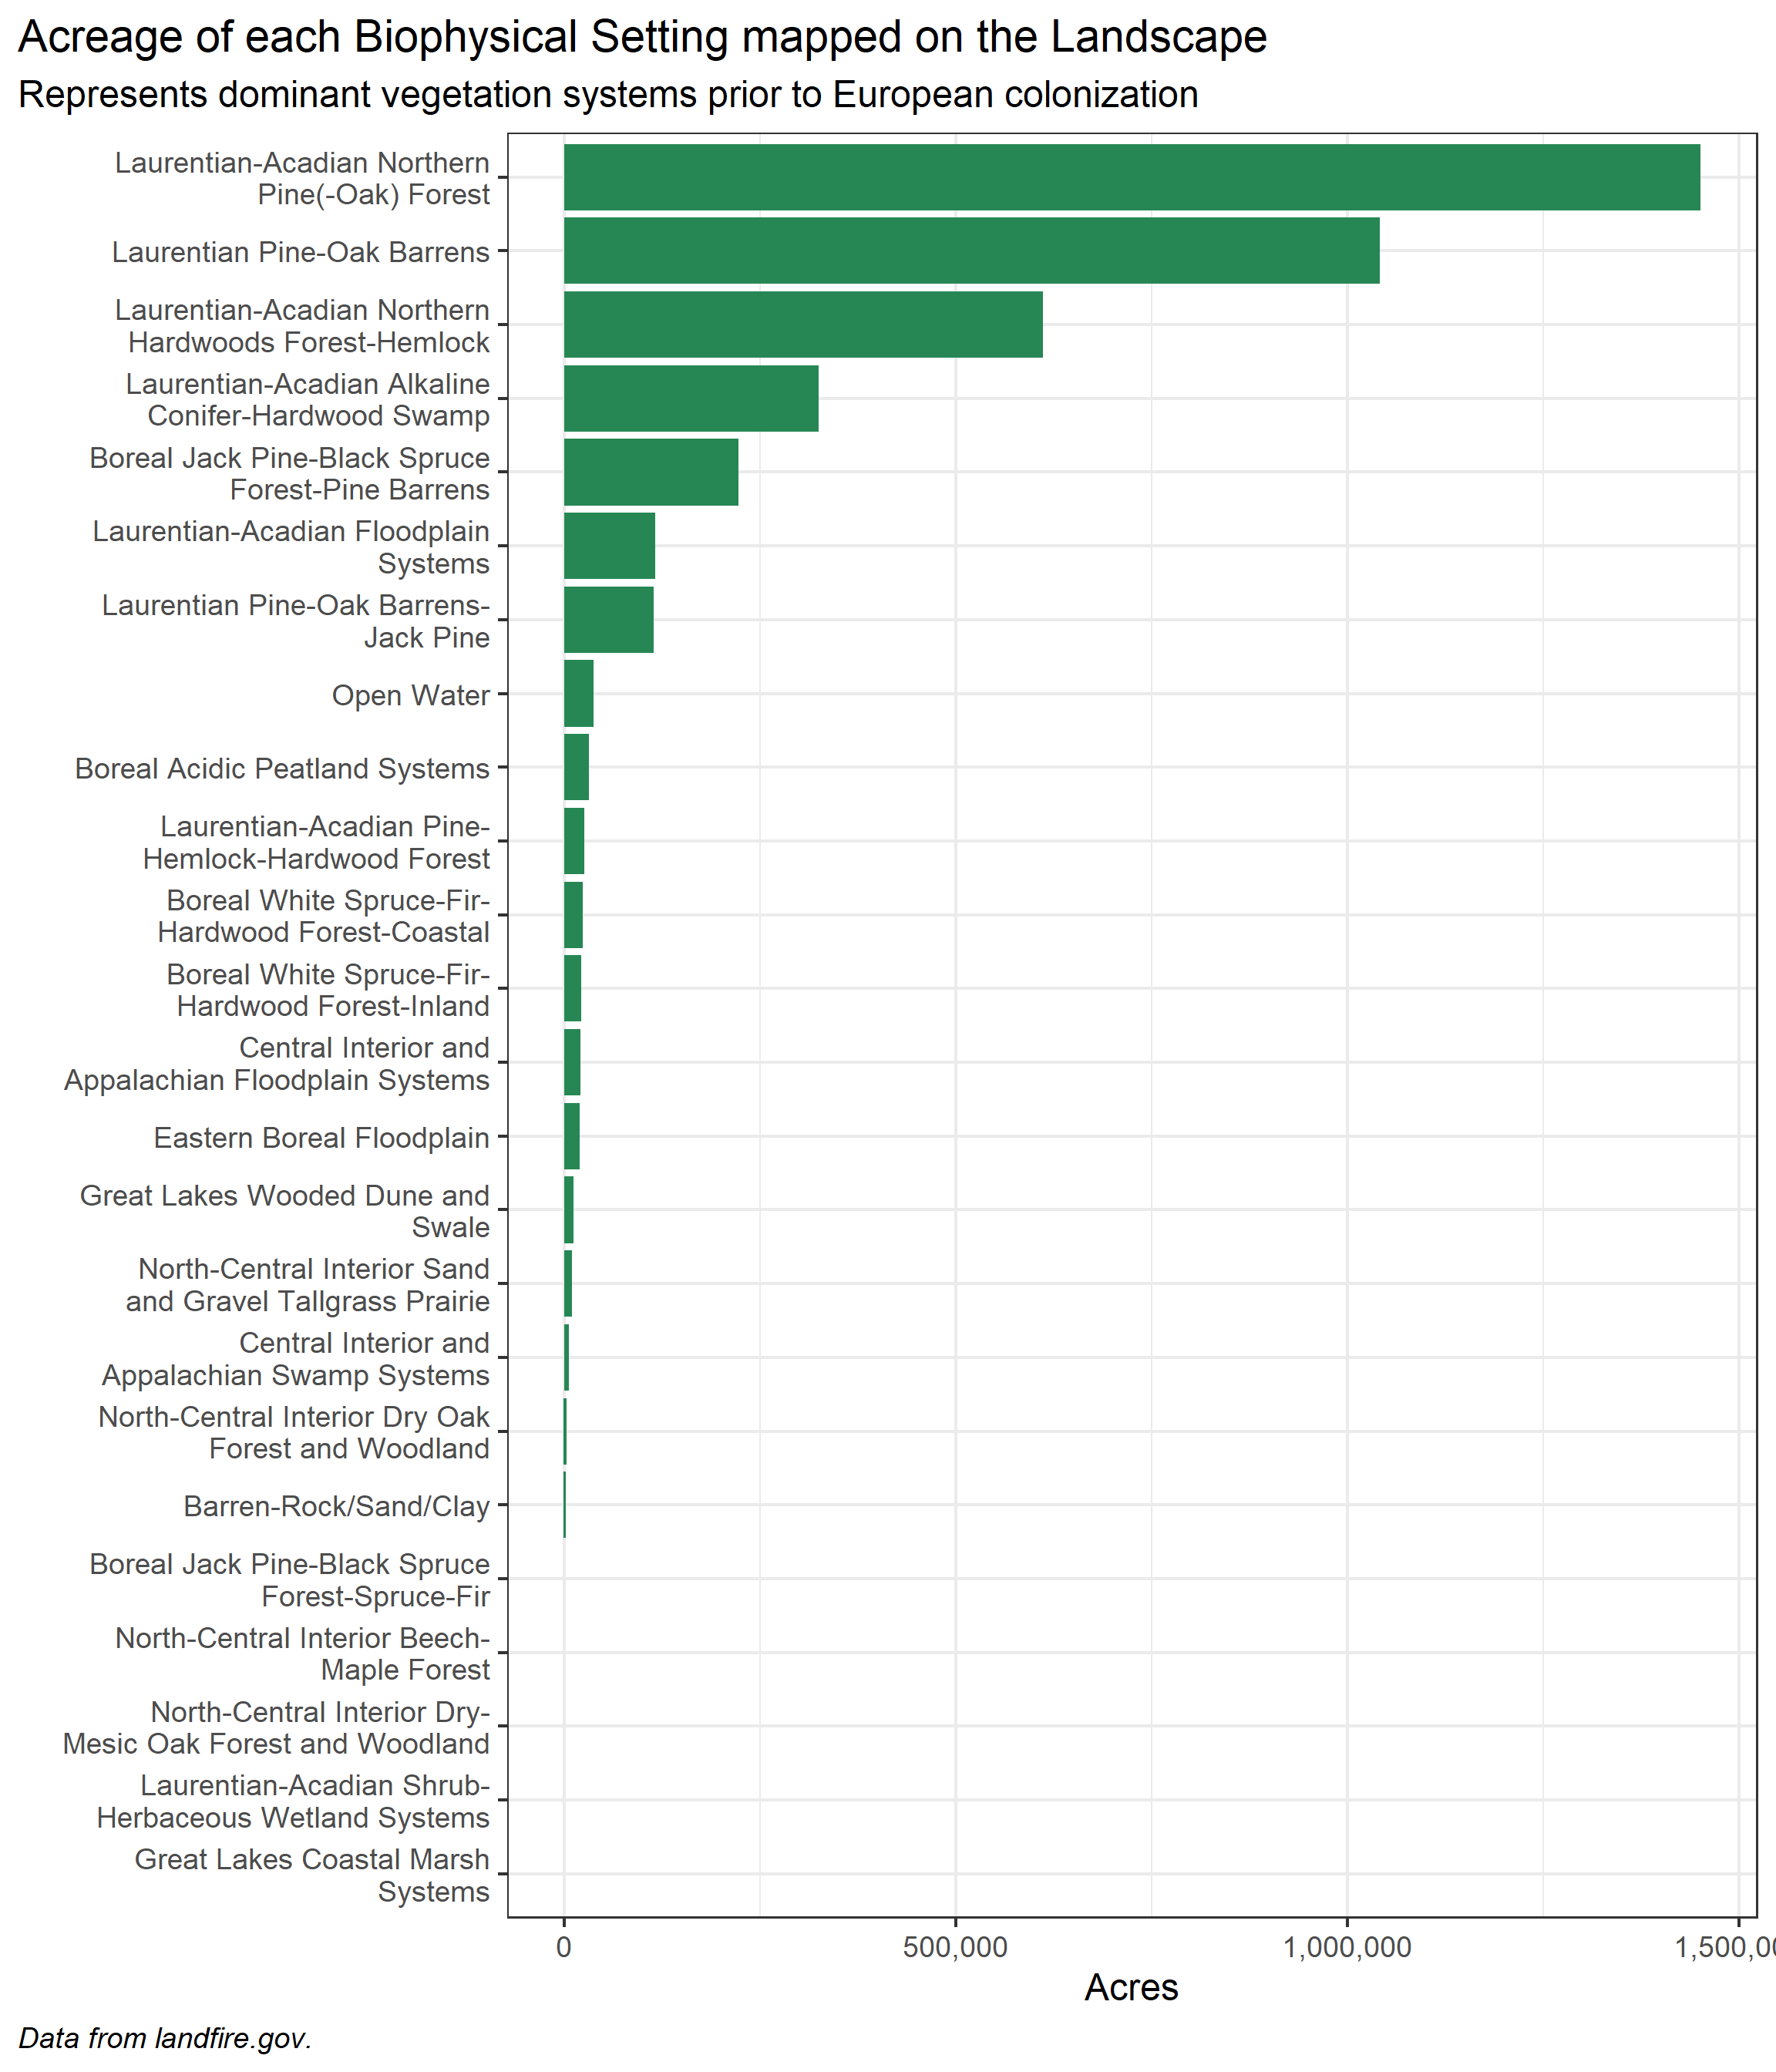 Acreage of each Biophysical Setting mapped on the Landscape
Represents dominant vegetation systems prior to European colonization
Laurentian-Acadian Northern
Pine(-Oak) Forest
Laurentian Pine-Oak Barrens
Laurentian-Acadian Northern
Hardwoods Forest-Hemlock
Laurentian-Acadian Alkaline
Conifer-Hardwood Swamp
Boreal Jack Pine-Black Spruce
Forest-Pine Barrens
Laurentian-Acadian Floodplain
Systems
Laurentian Pine-Oak Barrens-
Jack Pine
Open Water
Boreal Acidic Peatland Systems
Laurentian-Acadian Pine-
Hemlock-Hardwood Forest
Boreal White Spruce-Fir-
Hardwood Forest-Coastal
Boreal White Spruce-Fir-
Hardwood Forest-Inland
Central Interior and
Appalachian Floodplain Systems
Eastern Boreal Floodplain
Great Lakes Wooded Dune and
Swale
North-Central Interior Sand
and Gravel Tallgrass Prairie
Central Interior and
Appalachian Swamp Systems
North-Central Interior Dry Oak
Forest and Woodland
Barren-Rock/Sand/Clay
Boreal Jack Pine-Black Spruce
Forest-Spruce-Fir
North-Central Interior Beech-
Maple Forest
North-Central Interior Dry-
Mesic Oak Forest and Woodland
Laurentian-Acadian Shrub-
Herbaceous Wetland Systems
Great Lakes Coastal Marsh
Systems
0 500,000 1,000,000
Acres
Data from landfire.gov.